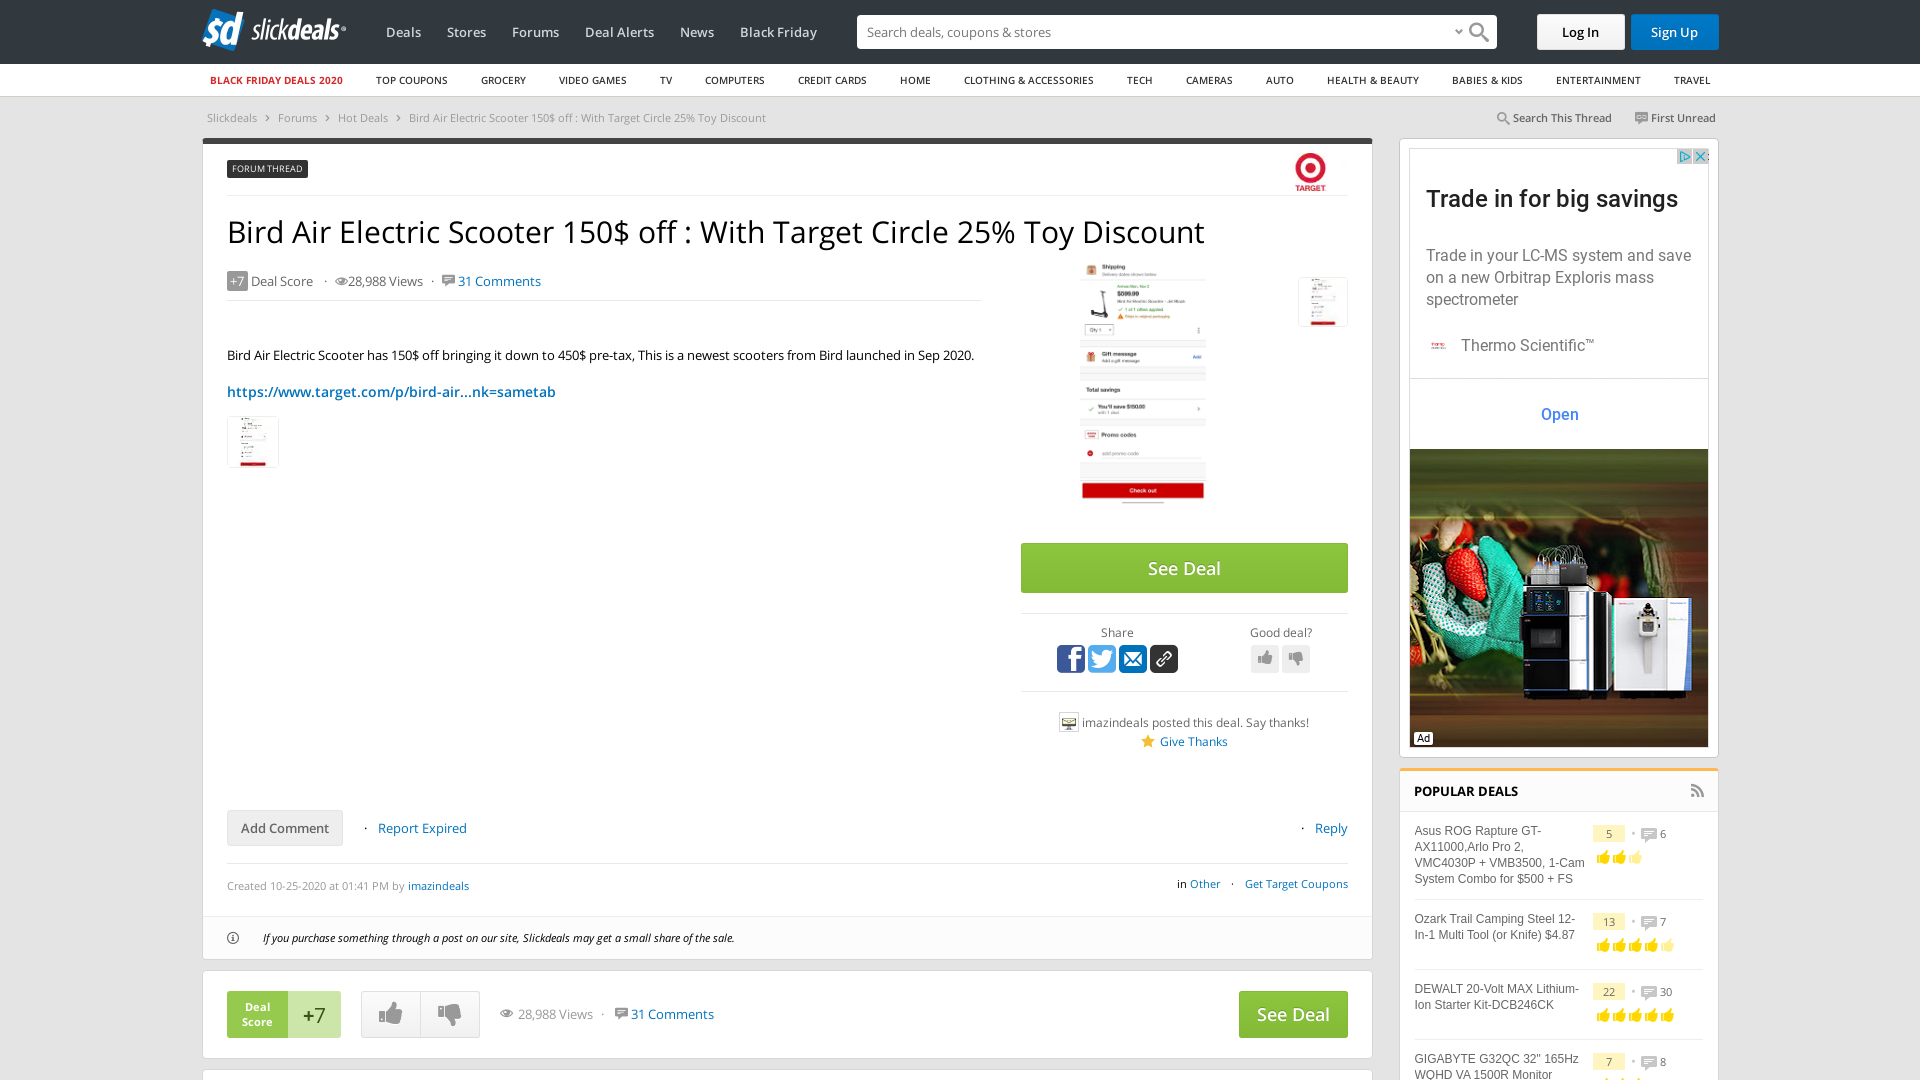 slickdeals
Deals
Stores
Forums
Deal Alerts
News
Black Friday
Search deals, coupons & stores
Log In
Sign Up
BLACK FRIDAY DEALS 2020
TOP COUPONS
GROCERY
VIDEO GAMES
TV
COMPUTERS
CREDIT CARDS
HOME
CLOTHING & ACCESSORIES
TECH
CAMERAS
AUTO
HEALTH & BEAUTY
BABIES & KIDS
ENTERTAINMENT
TRAVEL
Slickdeals > Forums > Hot Deals > Bird Air Electric Scooter 150$ off : With Target Circle 25% Toy Discount
Search This Thread
First Unread
FORUM THREAD
TARGET
Bird Air Electric Scooter 150$ off : With Target Circle 25% Toy Discount
+7 Deal Score · 28,988 Views · 31 Comments
Bird Air Electric Scooter has 150$ off bringing it down to 450$ pre-tax, This is a newest scooters from Bird launched in Sep 2020.
https://www.target.com/p/bird-air...nk=sametab
Shipping
$599.99
Qty 1
Gift message
Add a gift message
Add
Total savings
You'll save $150.00
Promo codes
add promo code
Check out
See Deal
Share
Good deal?
imazindeals posted this deal. Say thanks!
Give Thanks
Add Comment · Report Expired
· Reply
Created 10-25-2020 at 01:41 PM by imazindeals
in Other · Get Target Coupons
If you purchase something through a post on our site, Slickdeals may get a small share of the sale.
Deal
Score
+7
28,988 Views · 31 Comments
See Deal
Trade in for big savings
Trade in your LC-MS system and save
on a new Orbitrap Exploris mass
spectrometer
Thermo Scientific™
Open
Ad
POPULAR DEALS
Asus ROG Rapture GT-
AX11000,Arlo Pro 2,
VMC4030P + VMB3500, 1-Cam
System Combo for $500 + FS
5 • 6
Ozark Trail Camping Steel 12-
In-1 Multi Tool (or Knife) $4.87
13 • 7
DEWALT 20-Volt MAX Lithium-
Ion Starter Kit-DCB246CK
22 • 30
GIGABYTE G32QC 32" 165Hz
WQHD VA 1500R Monitor
7 • 8